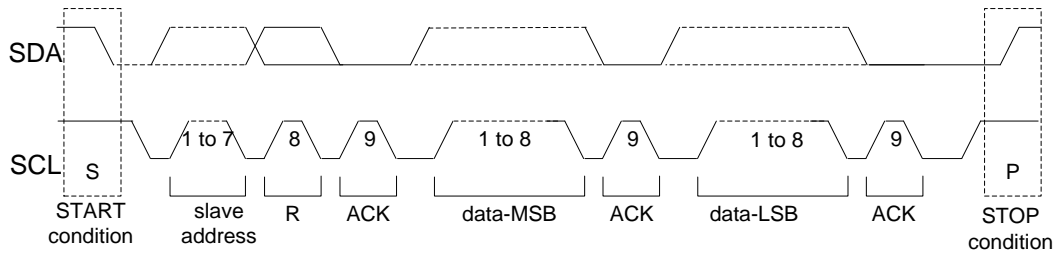 SDA
1 to 7
8
9
1 to 8
9
1 to 8
9
SCL
S
P
START
condition
slave
address
R
ACK
data-MSB
ACK
data-LSB
ACK
STOP
condition